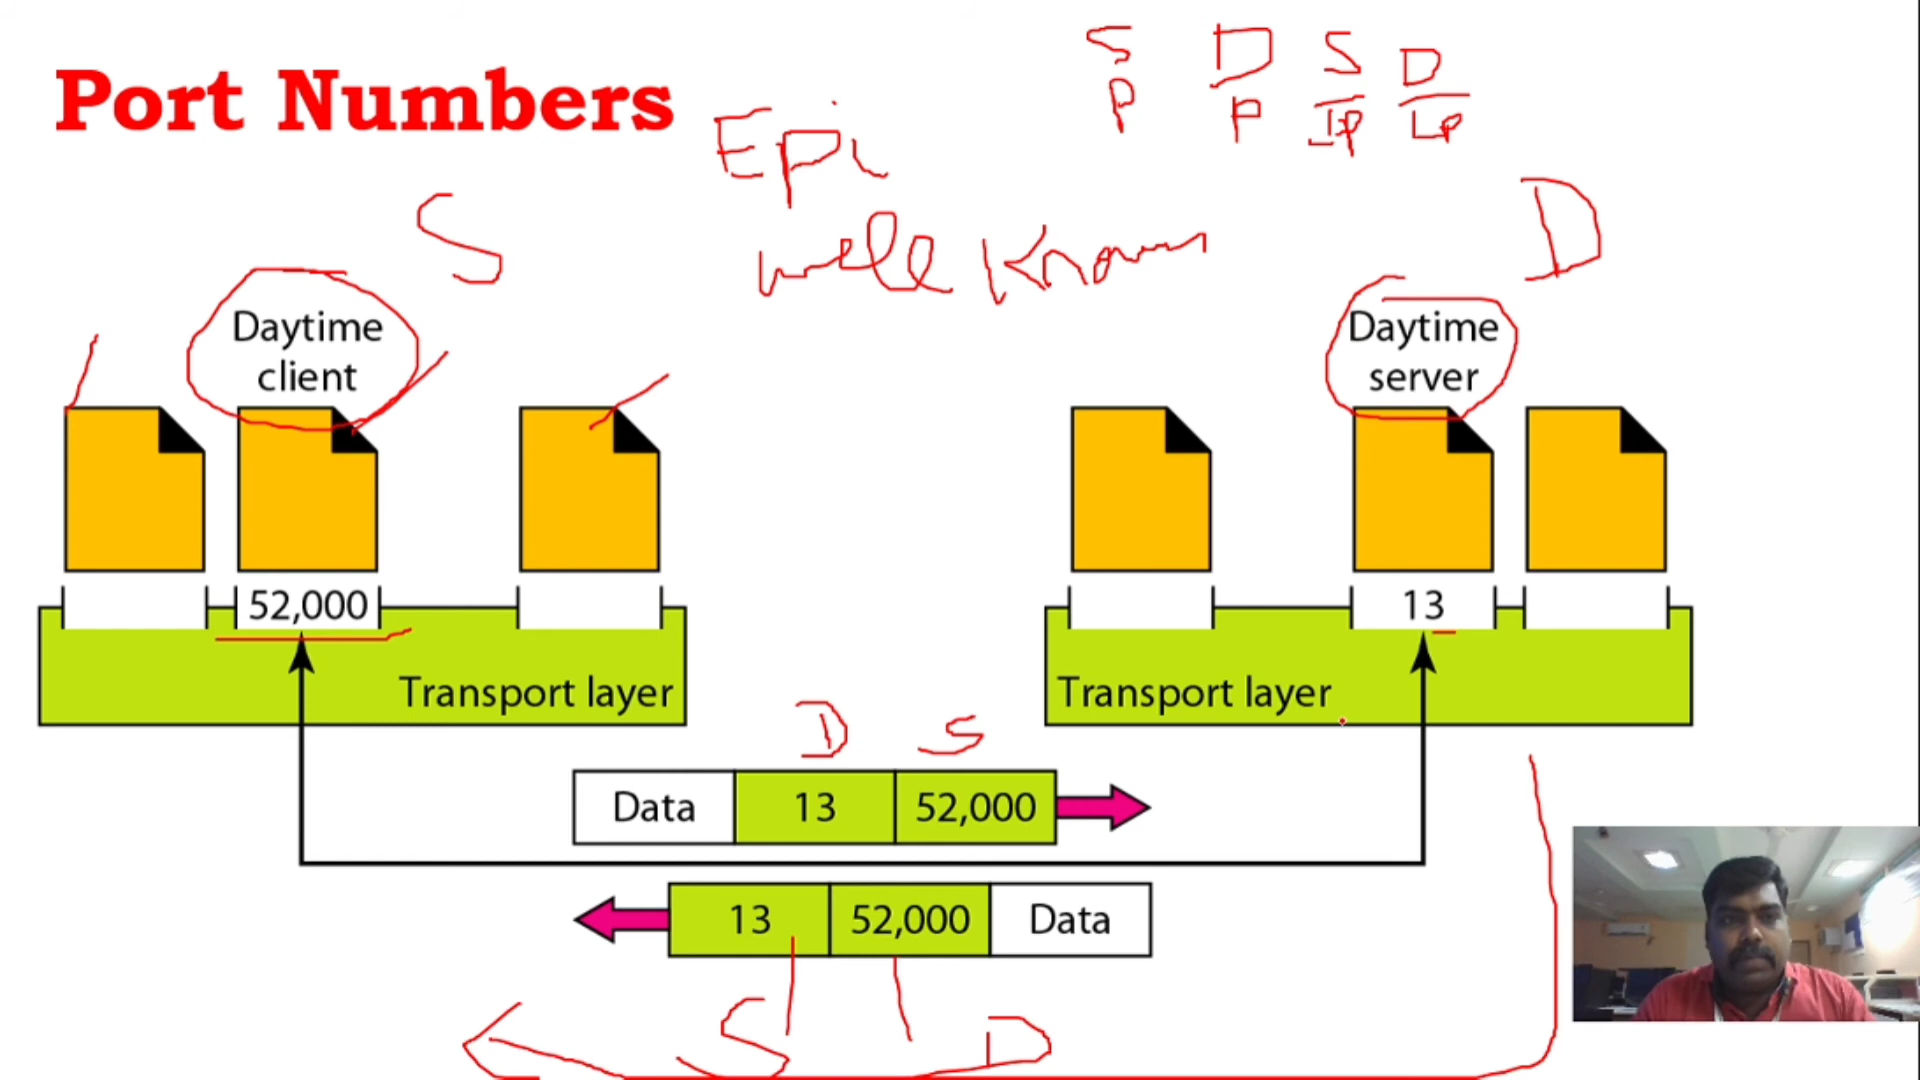 Port Numbers
S D S D
P P IP IP
Epi
well Known
S D
Daytime
client
Daytime
server
52,000
13
Transport layer
Transport layer
D S
Data 13 52,000
13 52,000 Data
S D